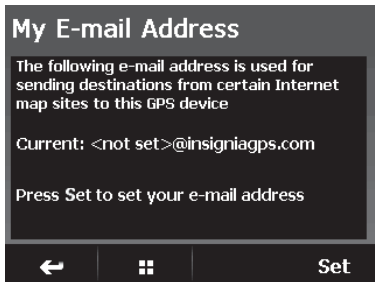 My E-mail Address
The following e-mail address is used for
sending destinations from certain Internet
map sites to this GPS device
Current: <not set>@insigniagps.com
Press Set to set your e-mail address
Set